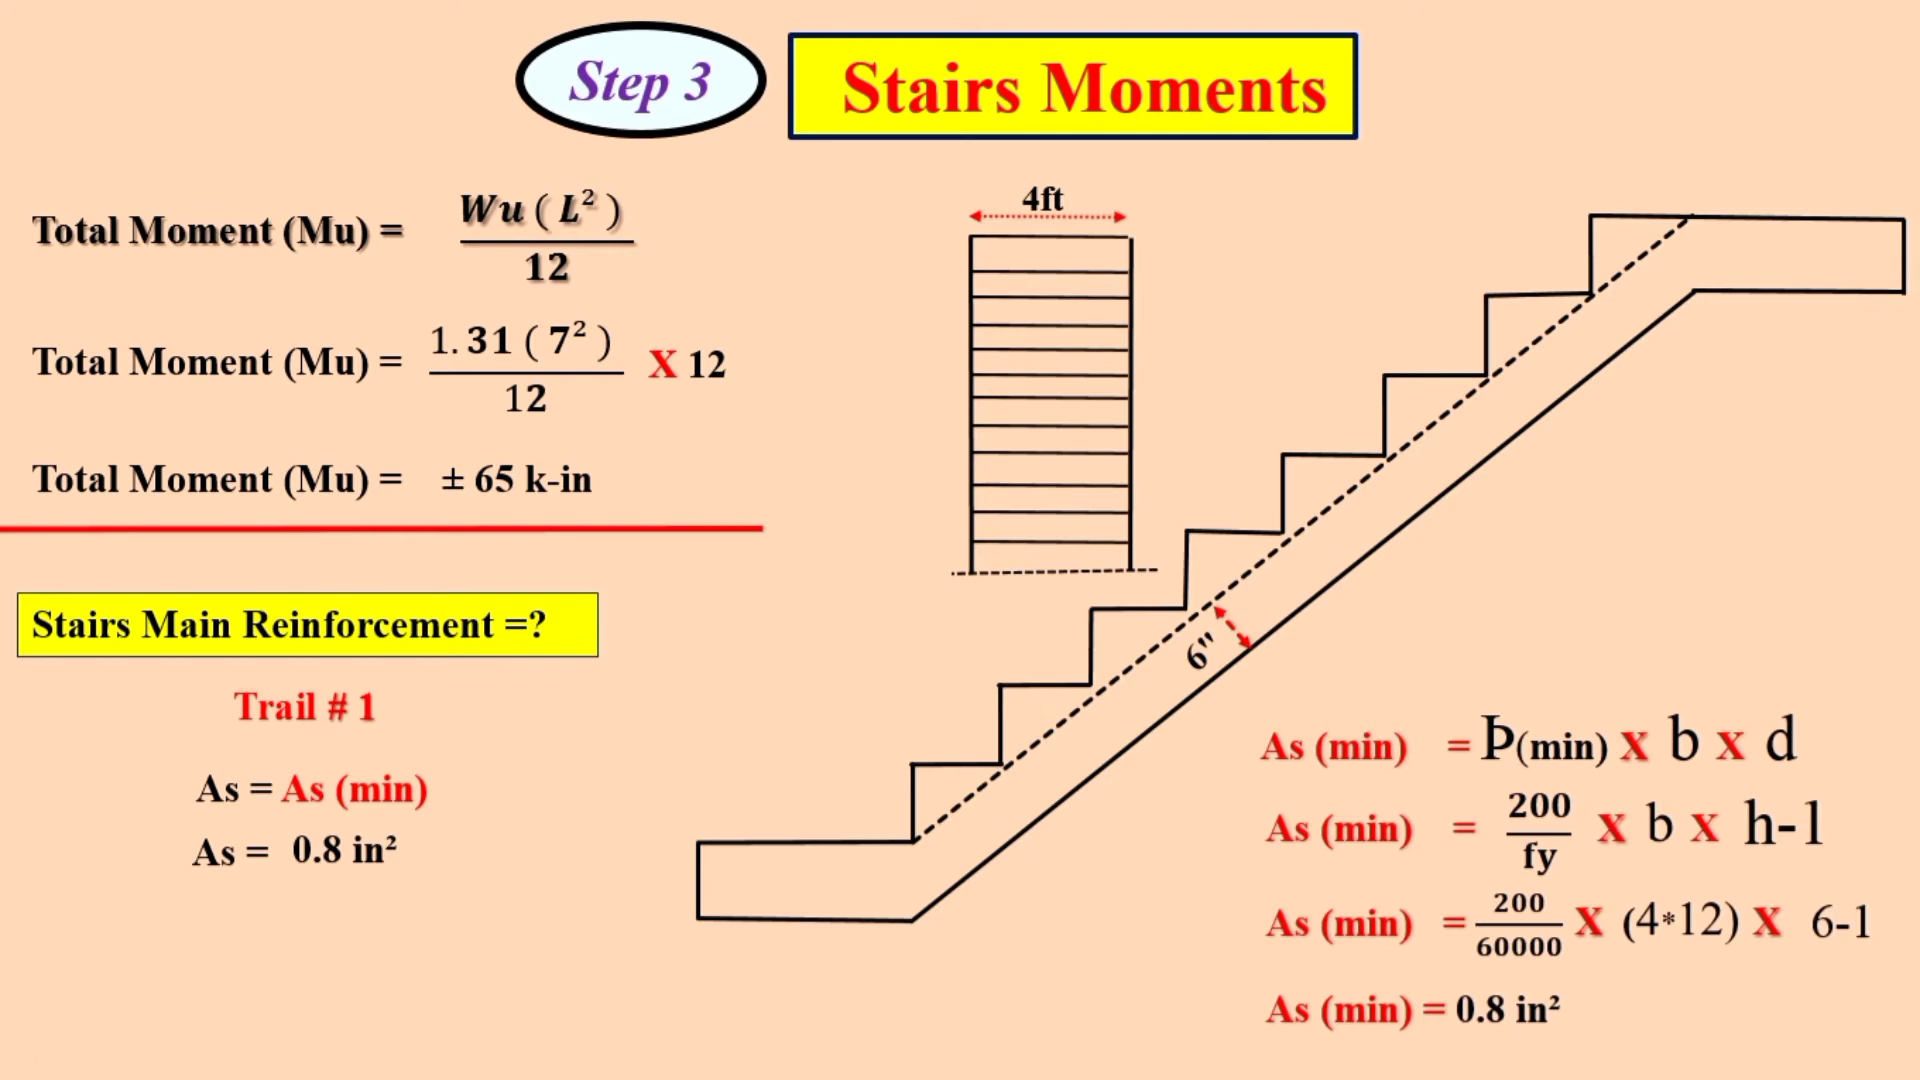 Step 3
Stairs Moments
Total Moment (Mu) = Wu ( L² ) / 12
Total Moment (Mu) = 1.31 ( 7² ) / 12 X 12
Total Moment (Mu) = ± 65 k-in
Stairs Main Reinforcement =?
Trail # 1
As = As (min)
As = 0.8 in²
4ft
6"
As (min) = Þ(min) X b X d
As (min) = 200 / fy X b X h-1
As (min) = 200 / 60000 X (4*12) X 6-1
As (min) = 0.8 in²